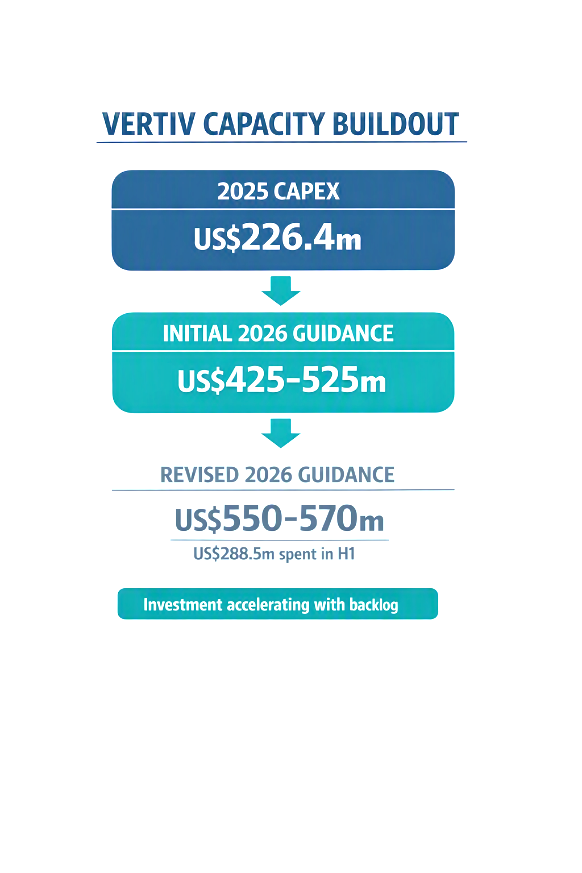 VERTIV CAPACITY BUILDOUT
2025 CAPEX
US$226.4m
INITIAL 2026 GUIDANCE
US$425–525m
REVISED 2026 GUIDANCE
US$550–570m
US$288.5m spent in H1
Investment accelerating with backlog